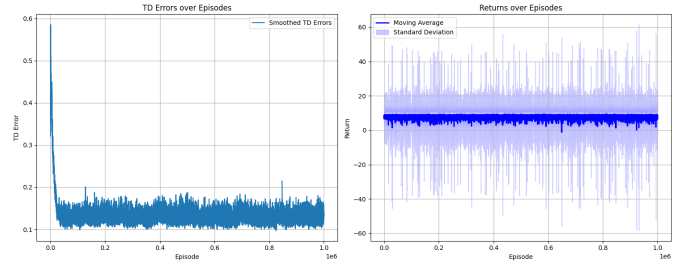 TD Errors over Episodes
Smoothed TD Errors
TD Error
0.6
0.5
0.4
0.3
0.2
0.1
0.0
0.2
0.4
0.6
0.8
1.0
1e6
Episode
Returns over Episodes
Moving Average
Standard Deviation
Return
60
40
20
0
−20
−40
−60
0.0
0.2
0.4
0.6
0.8
1.0
1e6
Episode